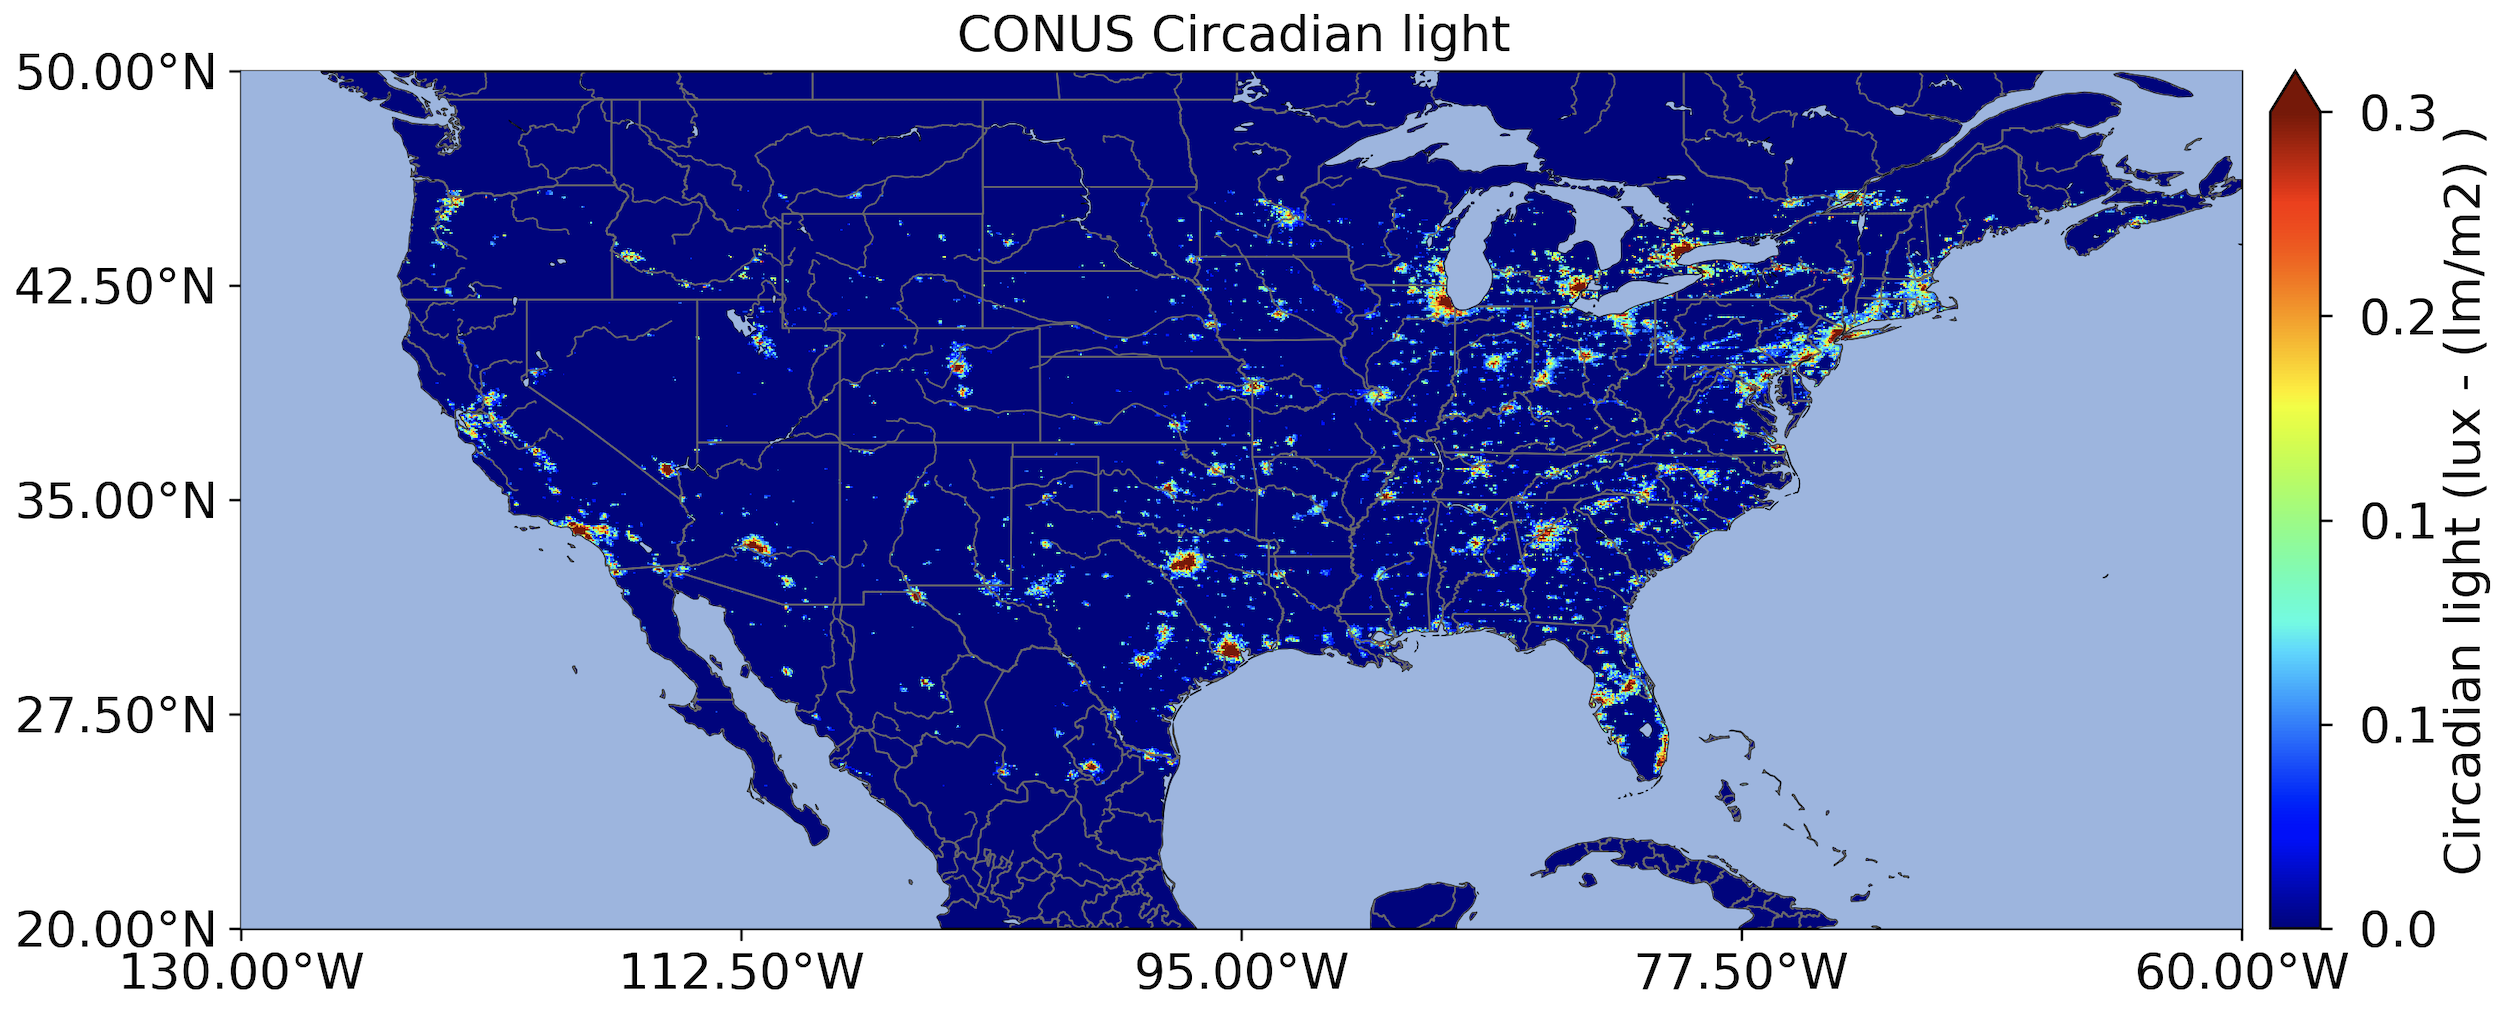 CONUS Circadian light
50.00°N
42.50°N
35.00°N
27.50°N
20.00°N
130.00°W
112.50°W
95.00°W
77.50°W
60.00°W
0.3
0.2
0.1
0.1
0.0
Circadian light (lux - (lm/m2) )